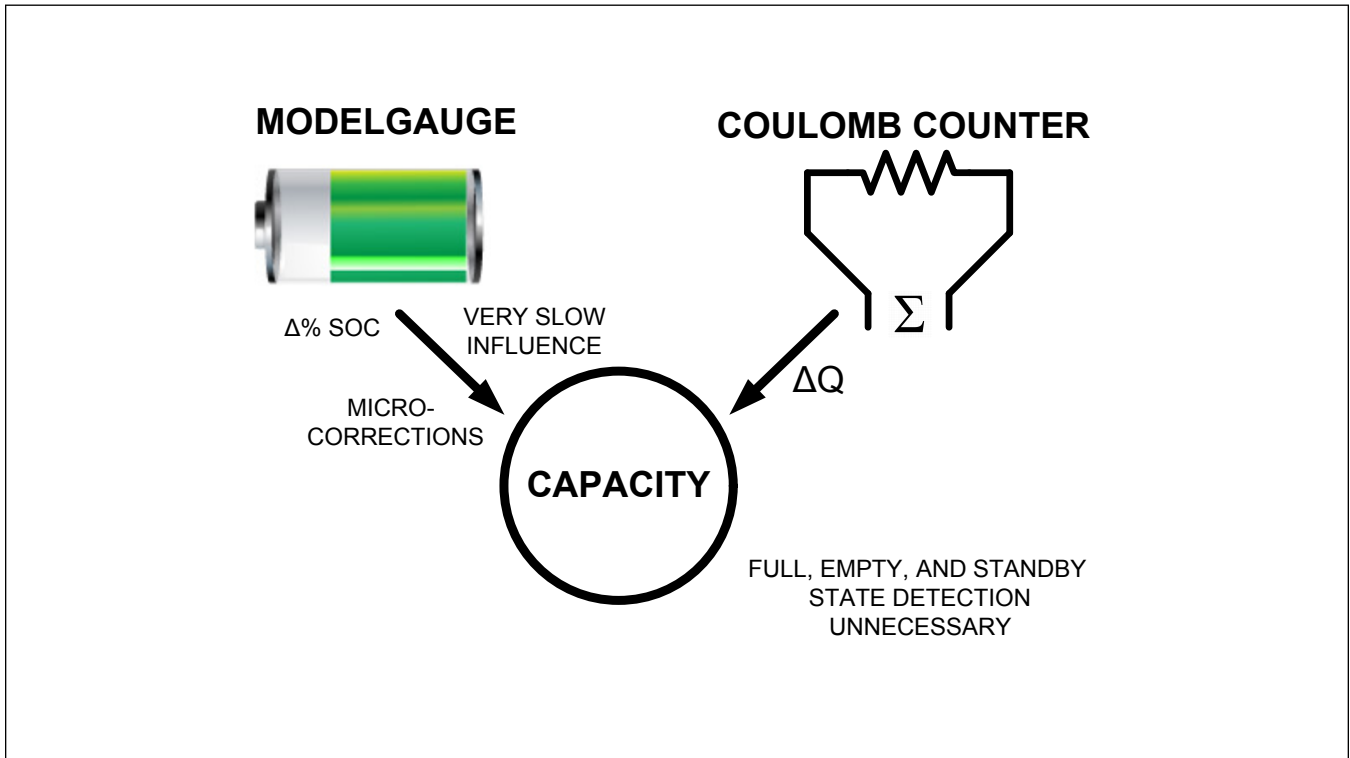 MODELGAUGE
COULOMB COUNTER
Σ
Δ% SOC
VERY SLOW
INFLUENCE
ΔQ
MICRO-
CORRECTIONS
CAPACITY
FULL, EMPTY, AND STANDBY
STATE DETECTION
UNNECESSARY